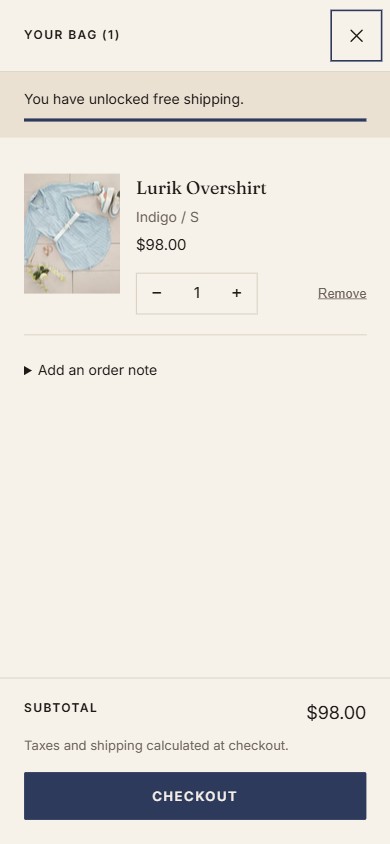 YOUR BAG (1)
You have unlocked free shipping.
Lurik Overshirt
Indigo / S
$98.00
− 1 +
Remove
Add an order note
SUBTOTAL
$98.00
Taxes and shipping calculated at checkout.
CHECKOUT